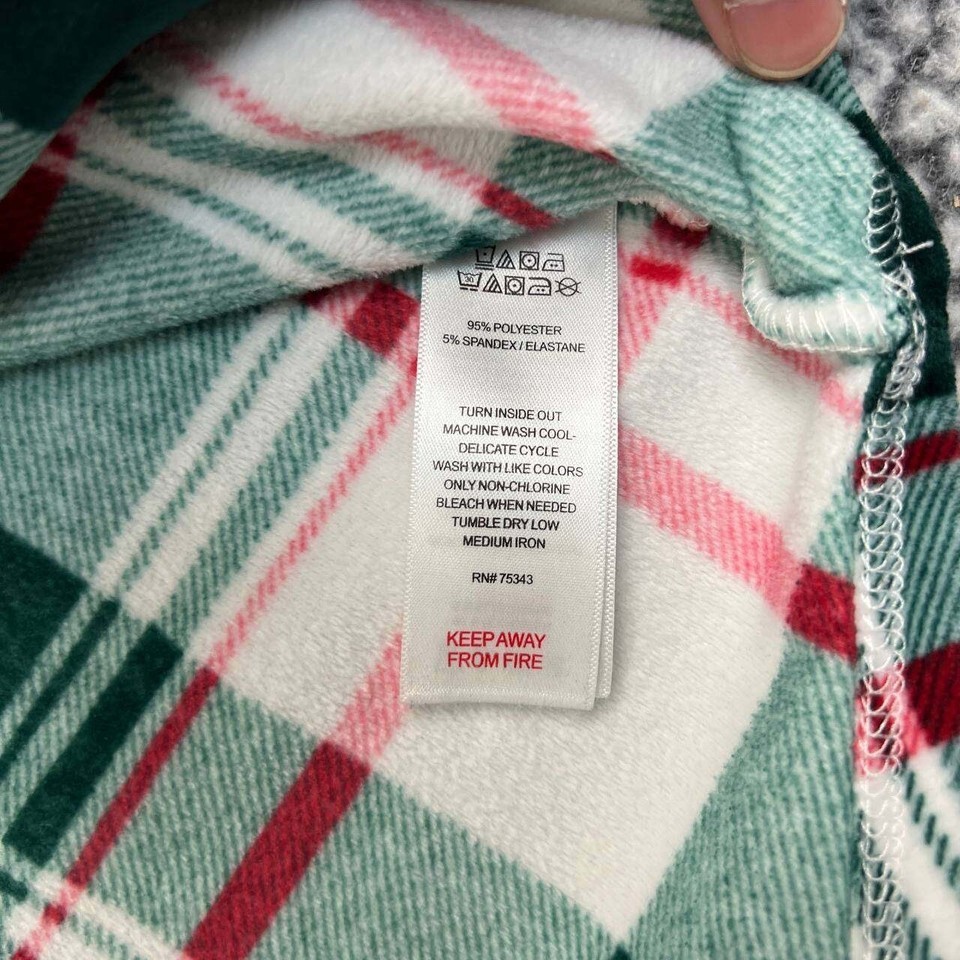 30
95% POLYESTER
5% SPANDEX / ELASTANE
TURN INSIDE OUT
MACHINE WASH COOL-
DELICATE CYCLE
WASH WITH LIKE COLORS
ONLY NON-CHLORINE
BLEACH WHEN NEEDED
TUMBLE DRY LOW
MEDIUM IRON
RN# 75343
KEEP AWAY
FROM FIRE